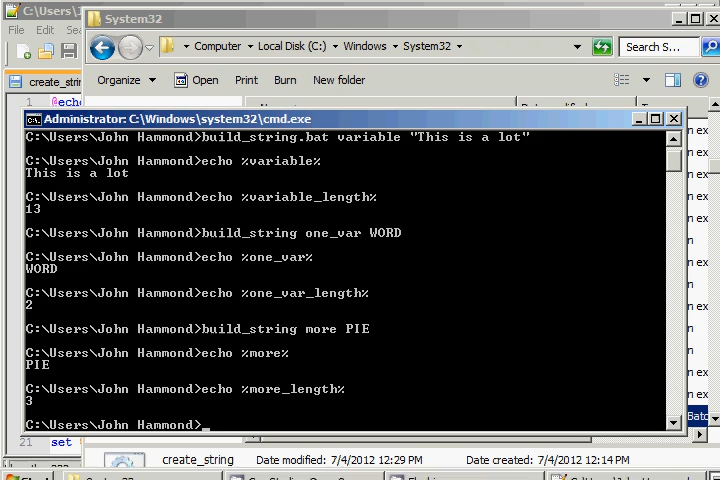 C:\Users\J
System32
File Edit Se
Computer Local Disk (C:) Windows System32 Search S...
Organize Open Print Burn New folder
create_strin
1 @echo
Administrator: C:\Windows\system32\cmd.exe
C:\Users\John Hammond>build_string.bat variable "This is a lot"
C:\Users\John Hammond>echo %variable%
This is a lot
C:\Users\John Hammond>echo %variable_length%
13
C:\Users\John Hammond>build_string one_var WORD
C:\Users\John Hammond>echo %one_var%
WORD
C:\Users\John Hammond>echo %one_var_length%
2
C:\Users\John Hammond>build_string more PIE
C:\Users\John Hammond>echo %more%
PIE
C:\Users\John Hammond>echo %more_length%
3
C:\Users\John Hammond>_
21 set
create_string Date modified: 7/4/2012 12:29 PM Date created: 7/4/2012 12:14 PM